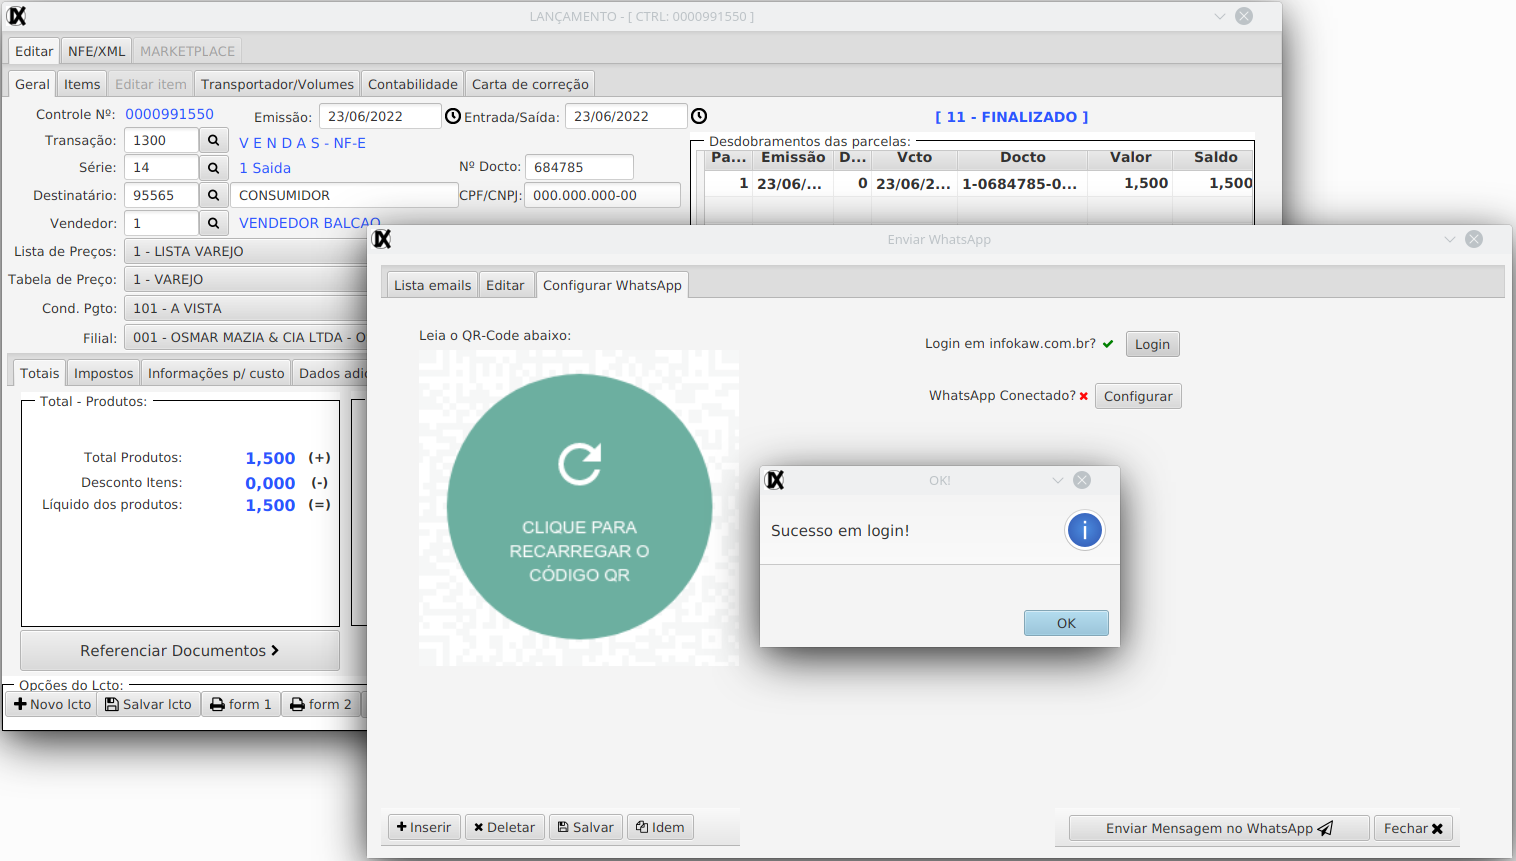 LANÇAMENTO - [ CTRL: 0000991550 ]
Editar NFE/XML MARKETPLACE
Geral Items Editar item Transportador/Volumes Contabilidade Carta de correção
Controle Nº: 0000991550 Emissão: 23/06/2022 Entrada/Saída: 23/06/2022 [ 11 - FINALIZADO ]
Transação: 1300 V E N D A S - NF-E
Série: 14 1 Saida Nº Docto: 684785
Destinatário: 95565 CONSUMIDOR CPF/CNPJ: 000.000.000-00
Vendedor: 1 VENDEDOR BALCAO
Lista de Preços: 1 - LISTA VAREJO
Tabela de Preço: 1 - VAREJO
Cond. Pgto: 101 - A VISTA
Filial: 001 - OSMAR MAZIA & CIA LTDA - O
Desdobramentos das parcelas:
Pa... Emissão D... Vcto Docto Valor Saldo
1 23/06/... 0 23/06/2... 1-0684785-0... 1,500 1,500
Totais Impostos Informações p/ custo Dados adi
Total - Produtos:
Total Produtos: 1,500 (+)
Desconto Itens: 0,000 (-)
Líquido dos produtos: 1,500 (=)
Referenciar Documentos
Opções do Lcto:
Novo lcto Salvar lcto form 1 form 2
Enviar WhatsApp
Lista emails Editar Configurar WhatsApp
Leia o QR-Code abaixo:
CLIQUE PARA
RECARREGAR O
CÓDIGO QR
Login em infokaw.com.br? Login
WhatsApp Conectado? Configurar
OK!
Sucesso em login!
OK
Inserir Deletar Salvar Idem
Enviar Mensagem no WhatsApp Fechar